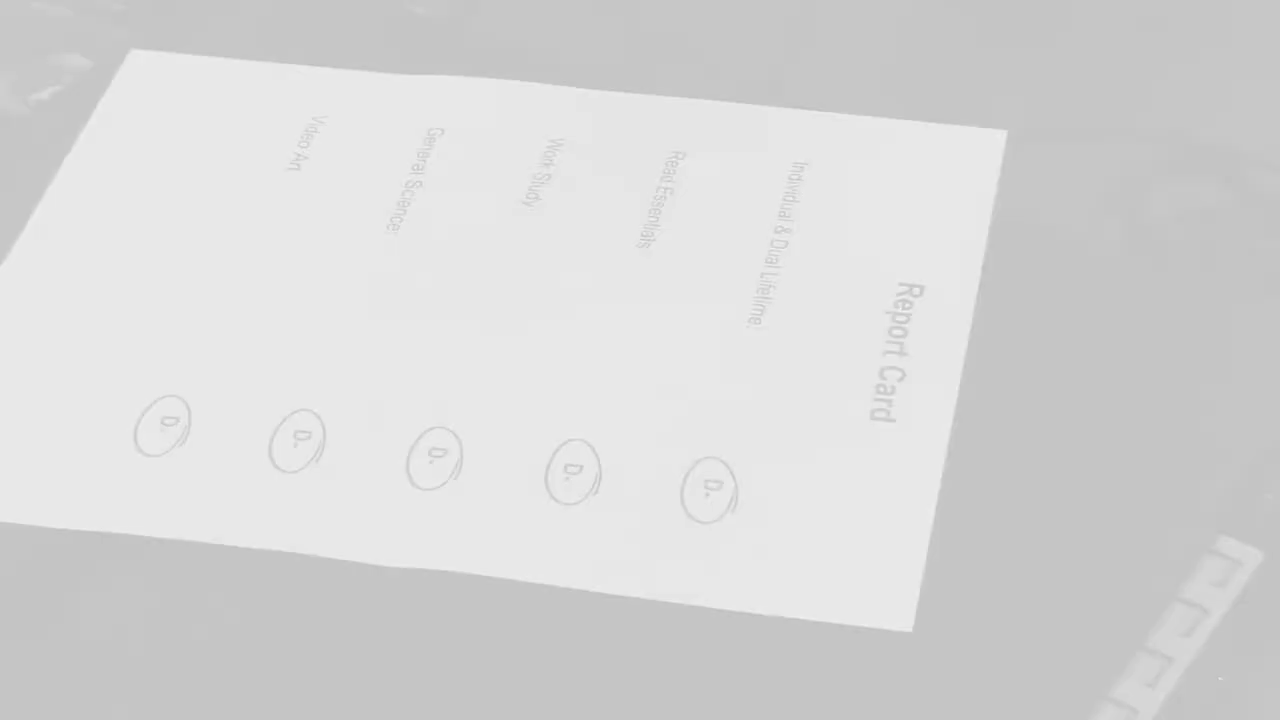 Report Card
Individual & Dual Lifetime: D-
Read Essentials D-
Work Study D-
General Science: D-
Video Art D-